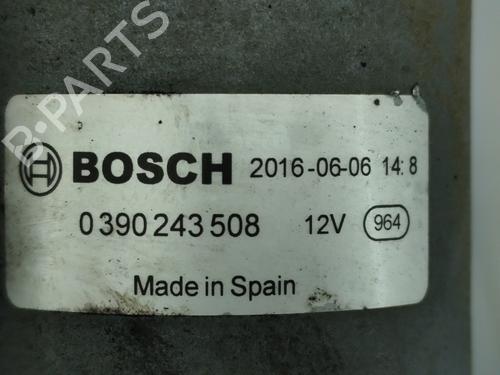 B-PARTS
BOSCH 2016-06-06 14:8
0 390 243 508 12V 964
Made in Spain